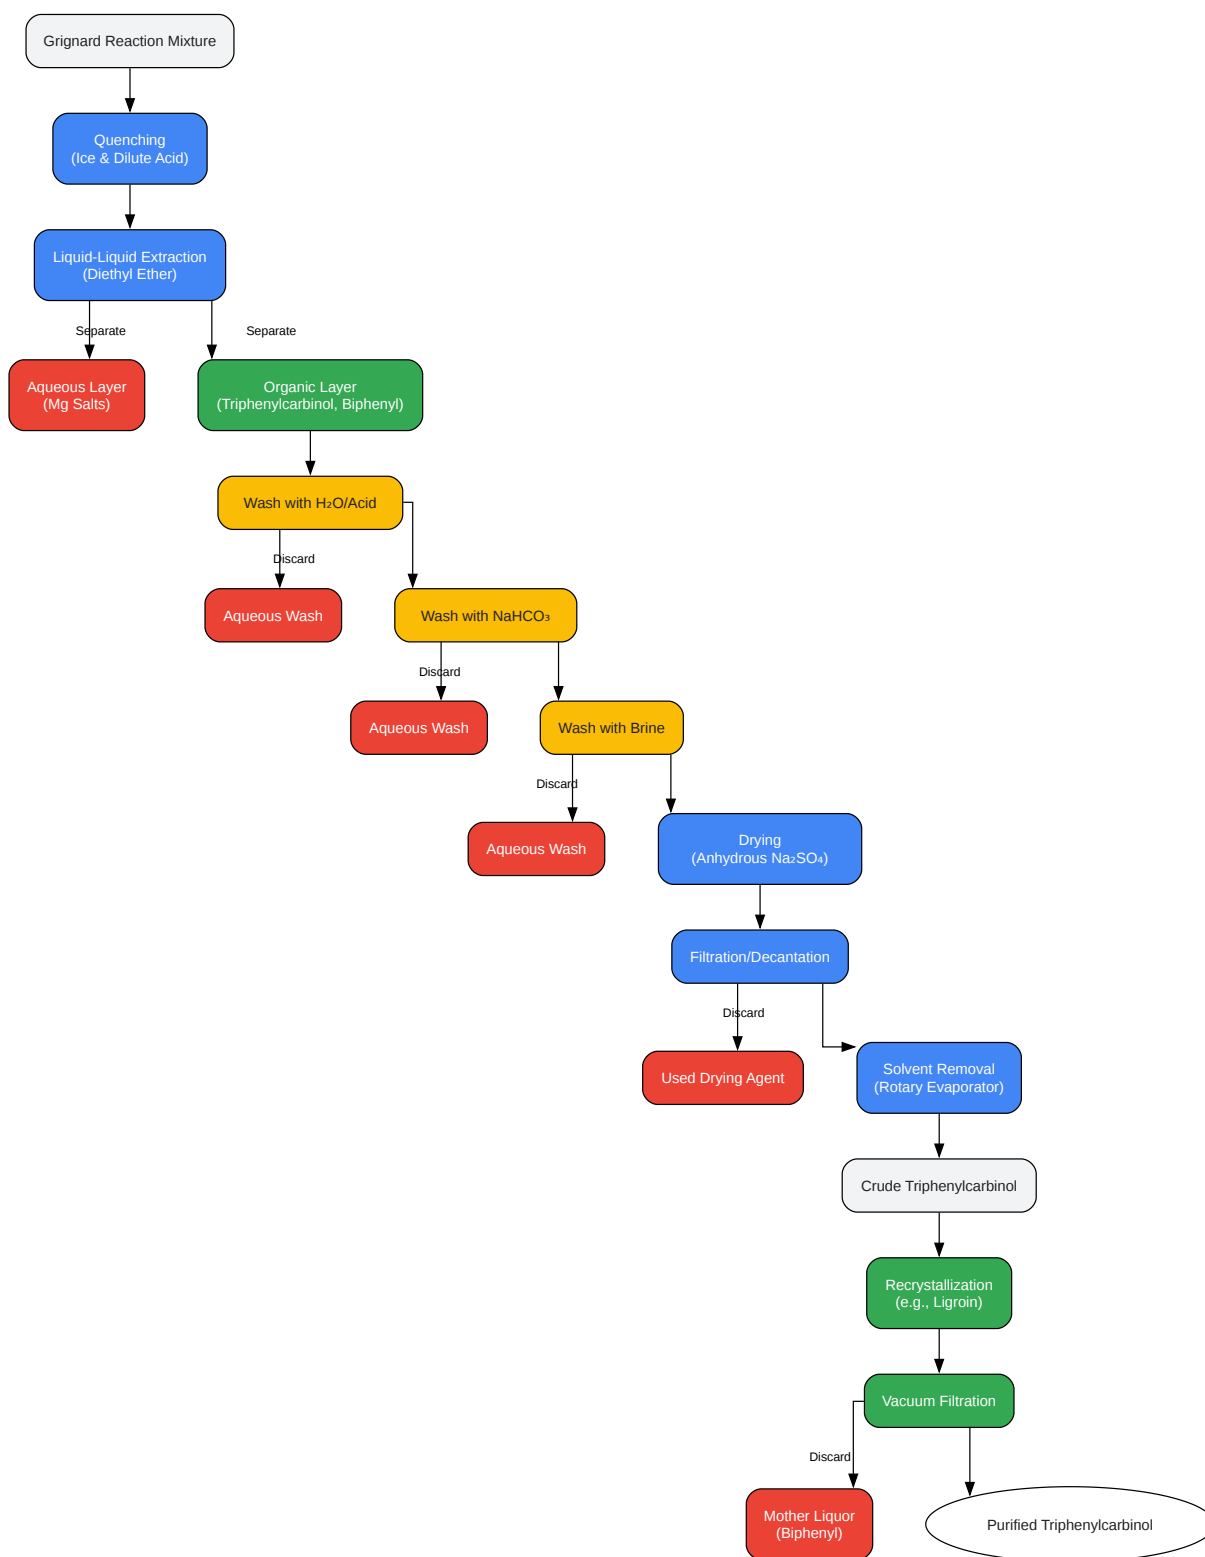 Grignard Reaction Mixture
Quenching
(Ice & Dilute Acid)
Liquid-Liquid Extraction
(Diethyl Ether)
Separate
Separate
Aqueous Layer
(Mg Salts)
Organic Layer
(Triphenylcarbinol, Biphenyl)
Wash with H₂O/Acid
Discard
Aqueous Wash
Wash with NaHCO₃
Discard
Aqueous Wash
Wash with Brine
Discard
Aqueous Wash
Drying
(Anhydrous Na₂SO₄)
Filtration/Decantation
Discard
Used Drying Agent
Solvent Removal
(Rotary Evaporator)
Crude Triphenylcarbinol
Recrystallization
(e.g., Ligroin)
Vacuum Filtration
Discard
Mother Liquor
(Biphenyl)
Purified Triphenylcarbinol